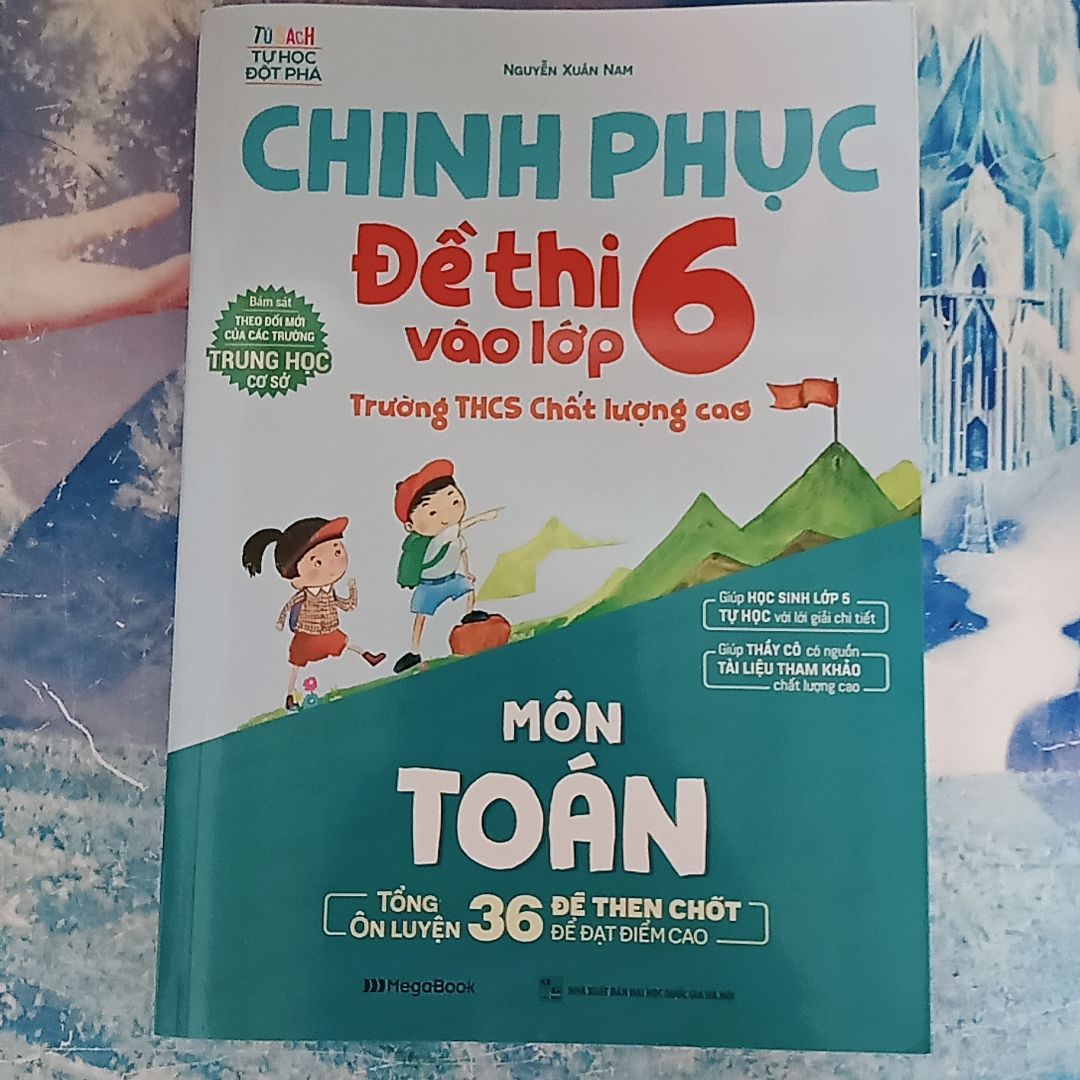 TỦ SÁCH
TỰ HỌC
ĐỘT PHÁ
NGUYỄN XUÂN NAM
CHINH PHỤC
Đề thi 6
vào lớp
Trường THCS Chất lượng cao
Bám sát
THEO ĐỔI MỚI
CỦA CÁC TRƯỜNG
TRUNG HỌC
CƠ SỞ
Giúp HỌC SINH LỚP 5
TỰ HỌC với lời giải chi tiết
Giúp THẦY CÔ có nguồn
TÀI LIỆU THAM KHẢO
chất lượng cao
MÔN
TOÁN
TỔNG
ÔN LUYỆN 36 ĐỀ THEN CHỐT
ĐỂ ĐẠT ĐIỂM CAO
MegaBook
NHÀ XUẤT BẢN ĐẠI HỌC QUỐC GIA HÀ NỘI